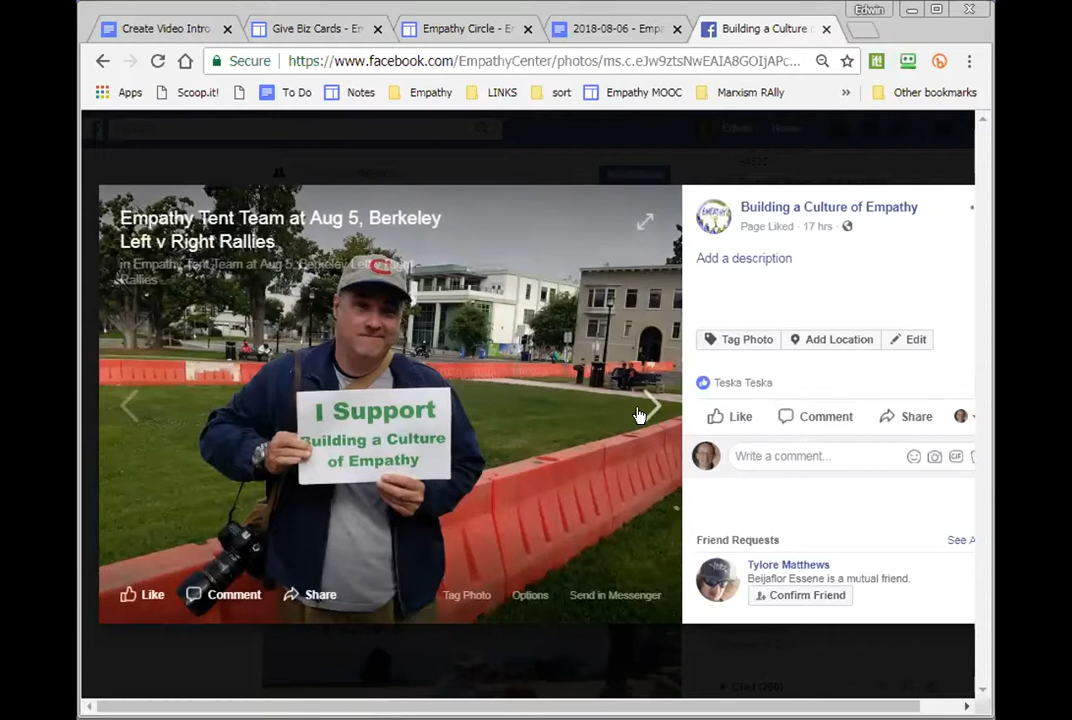 Edwin
Create Video Intro
Give Biz Cards - Em
Empathy Circle - E
2018-08-06 - Empa
Building a Culture
Secure
https://www.facebook.com/EmpathyCenter/photos/ms.c.eJw9ztsNwEAIA8GOIjAPc...
Apps
Scoop.it!
To Do
Notes
Empathy
LINKS
sort
Empathy MOOC
Marxism RAlly
»
Other bookmarks
Edwin
Home
Empathy Tent Team at Aug 5, Berkeley
Left v Right Rallies
in Empathy Tent Team at Aug 5, Berkeley Left v Right
Rallies
I Support
Building a Culture
of Empathy
Like
Comment
Share
Tag Photo
Options
Send in Messenger
Building a Culture of Empathy
Page Liked · 17 hrs ·
Add a description
Tag Photo
Add Location
Edit
Teska Teska
Like
Comment
Share
Write a comment...
GIF
Friend Requests
See A
Tylore Matthews
Beijaflor Essene is a mutual friend.
Confirm Friend